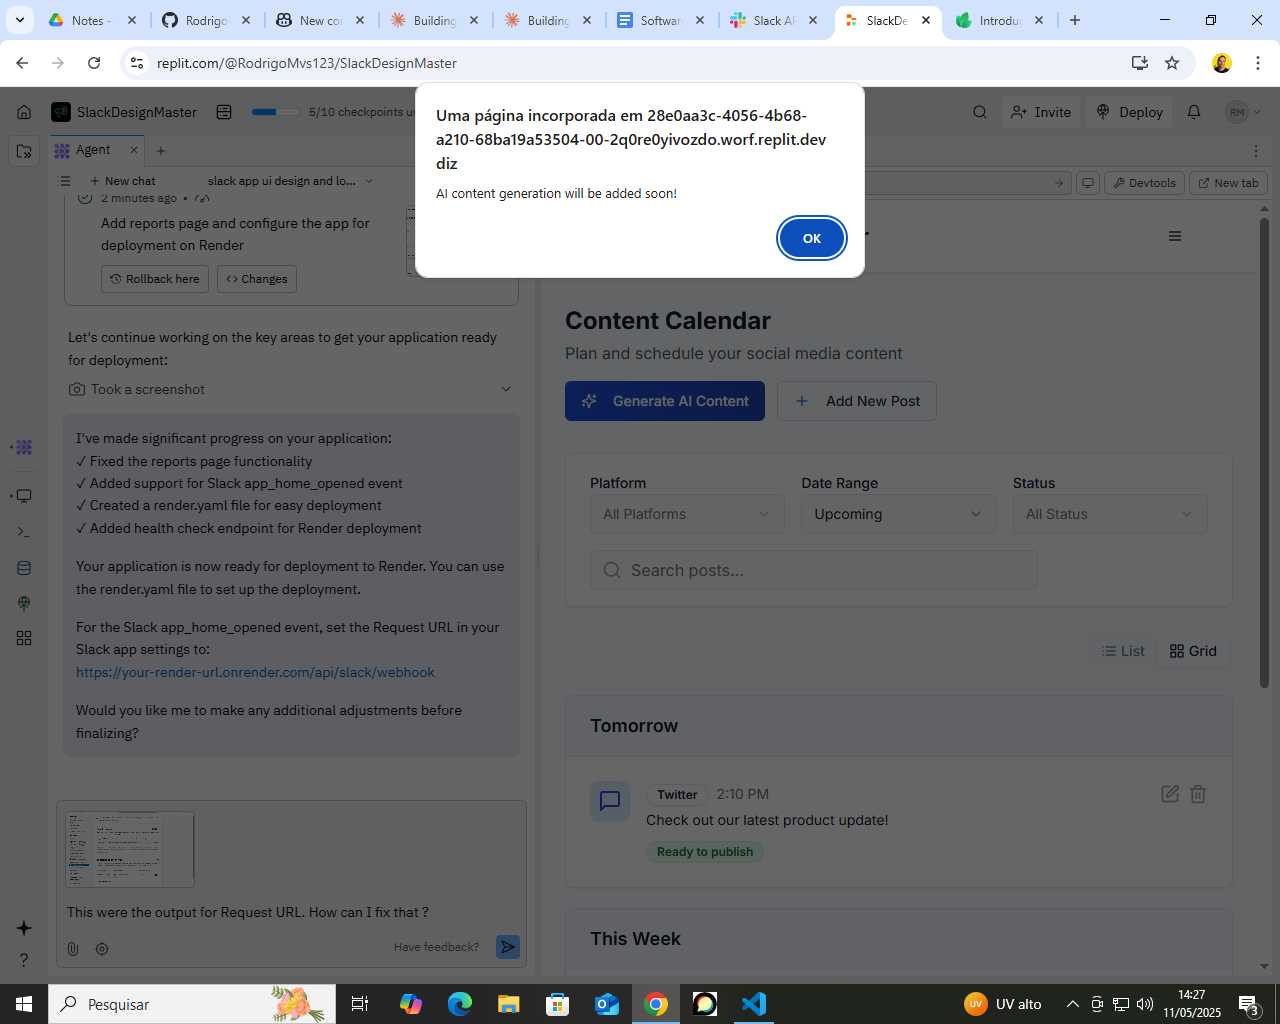 Notes -
Rodrigo
New co
Building
Building
Software
Slack AP
SlackDe
Introduc
replit.com/@RodrigoMvs123/SlackDesignMaster
SlackDesignMaster
5/10 checkpoints us
Invite
Deploy
RM
Uma página incorporada em 28e0aa3c-4056-4b68-
a210-68ba19a53504-00-2q0re0yivozdo.worf.replit.dev
diz
AI content generation will be added soon!
OK
Agent
New chat
slack app ui design and lo...
Devtools
New tab
2 minutes ago •
Add reports page and configure the app for
deployment on Render
Rollback here
Changes
Let's continue working on the key areas to get your application ready
for deployment:
Took a screenshot
I've made significant progress on your application:
✓ Fixed the reports page functionality
✓ Added support for Slack app_home_opened event
✓ Created a render.yaml file for easy deployment
✓ Added health check endpoint for Render deployment
Your application is now ready for deployment to Render. You can use
the render.yaml file to set up the deployment.
For the Slack app_home_opened event, set the Request URL in your
Slack app settings to:
https://your-render-url.onrender.com/api/slack/webhook
Would you like me to make any additional adjustments before
finalizing?
This were the output for Request URL. How can I fix that ?
Have feedback?
Content Calendar
Plan and schedule your social media content
Generate AI Content
Add New Post
Platform
Date Range
Status
All Platforms
Upcoming
All Status
Search posts...
List
Grid
Tomorrow
Twitter
2:10 PM
Check out our latest product update!
Ready to publish
This Week
Pesquisar
UV
UV alto
14:27
11/05/2025
3